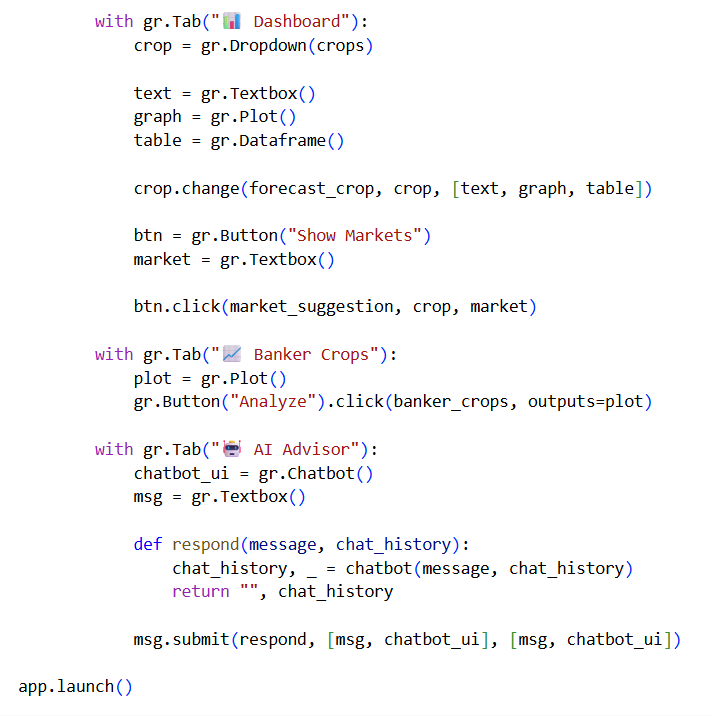 with gr.Tab("📊 Dashboard"):
crop = gr.Dropdown(crops)
text = gr.Textbox()
graph = gr.Plot()
table = gr.Dataframe()
crop.change(forecast_crop, crop, [text, graph, table])
btn = gr.Button("Show Markets")
market = gr.Textbox()
btn.click(market_suggestion, crop, market)
with gr.Tab("📈 Banker Crops"):
plot = gr.Plot()
gr.Button("Analyze").click(banker_crops, outputs=plot)
with gr.Tab("🤖 AI Advisor"):
chatbot_ui = gr.Chatbot()
msg = gr.Textbox()
def respond(message, chat_history):
chat_history, _ = chatbot(message, chat_history)
return "", chat_history
msg.submit(respond, [msg, chatbot_ui], [msg, chatbot_ui])
app.launch()